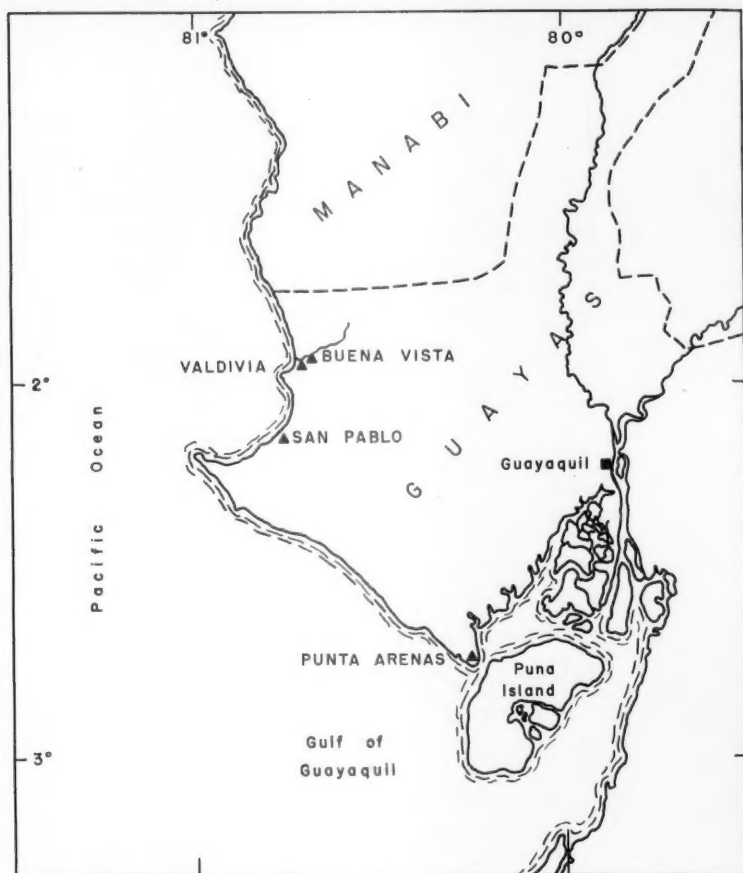 81°
80°
MANABI
GUAYAS
VALDIVIA
BUENA VISTA
2°
SAN PABLO
Guayaquil
Pacific Ocean
PUNTA ARENAS
Puna
Island
Gulf of
Guayaquil
3°